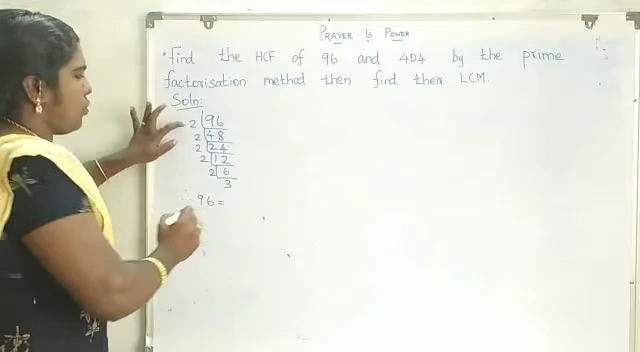 PRAYER IS POWER
• Find the HCF of 96 and 404 by the prime
factorisation method then find their LCM.
Soln:
2 | 96
2 | 48
2 | 24
2 | 12
2 | 6
3
∴ 96 =